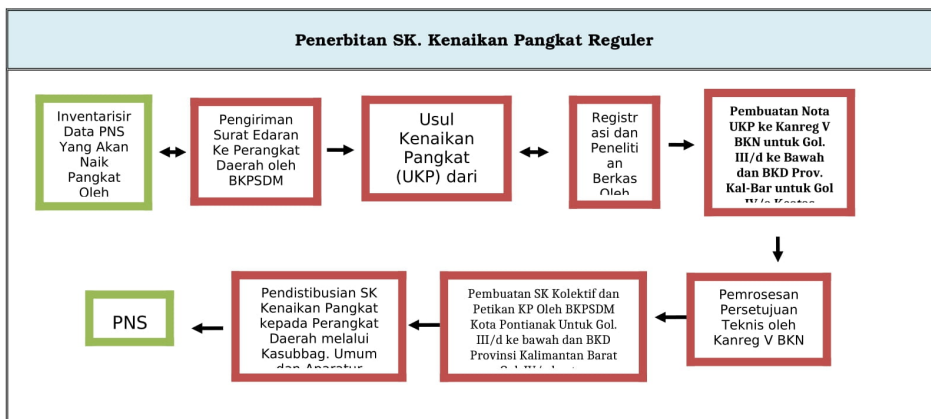 Penerbitan SK. Kenaikan Pangkat Reguler
Inventarisir
Data PNS
Yang Akan
Naik
Pangkat
Oleh
Pengiriman
Surat Edaran
Ke Perangkat
Daerah oleh
BKPSDM
Usul
Kenaikan
Pangkat
(UKP) dari
Registr
asi dan
Peneliti
an
Berkas
Oleh
Pembuatan Nota
UKP ke Kanreg V
BKN untuk Gol.
III/d ke Bawah
dan BKD Prov.
Kal-Bar untuk Gol
Pemrosesan
Persetujuan
Teknis oleh
Kanreg V BKN
Pembuatan SK Kolektif dan
Petikan KP Oleh BKPSDM
Kota Pontianak Untuk Gol.
III/d ke bawah dan BKD
Provinsi Kalimantan Barat
Pendistibusian SK
Kenaikan Pangkat
kepada Perangkat
Daerah melalui
Kasubbag. Umum
dan Aparatur
PNS